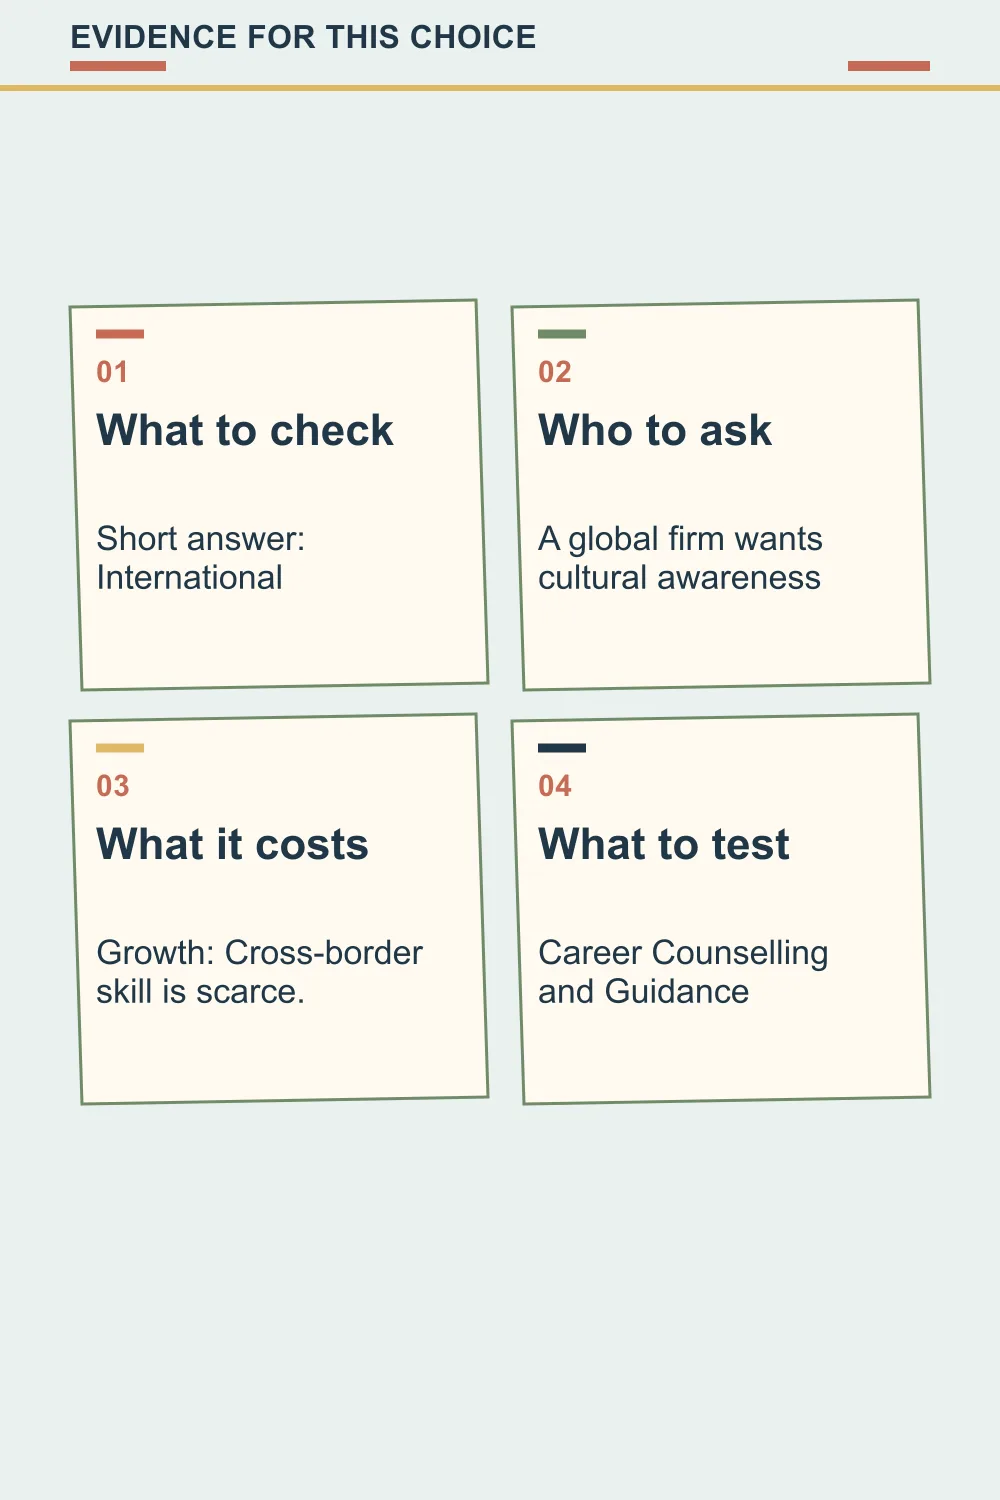 EVIDENCE FOR THIS CHOICE
01
What to check
Short answer:
International
02
Who to ask
A global firm wants
cultural awareness
03
What it costs
Growth: Cross-border
skill is scarce.
04
What to test
Career Counselling
and Guidance